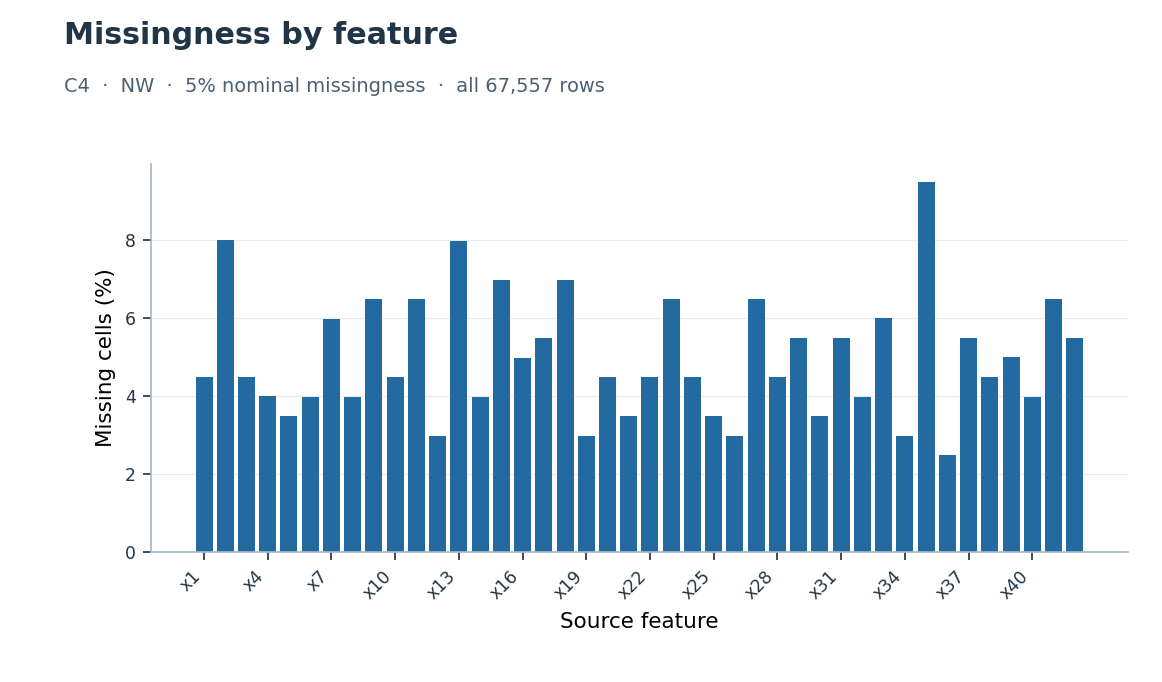 Missingness by feature
C4 · NW · 5% nominal missingness · all 67,557 rows
Missing cells (%)
8
6
4
2
0
x1 x4 x7 x10 x13 x16 x19 x22 x25 x28 x31 x34 x37 x40
Source feature